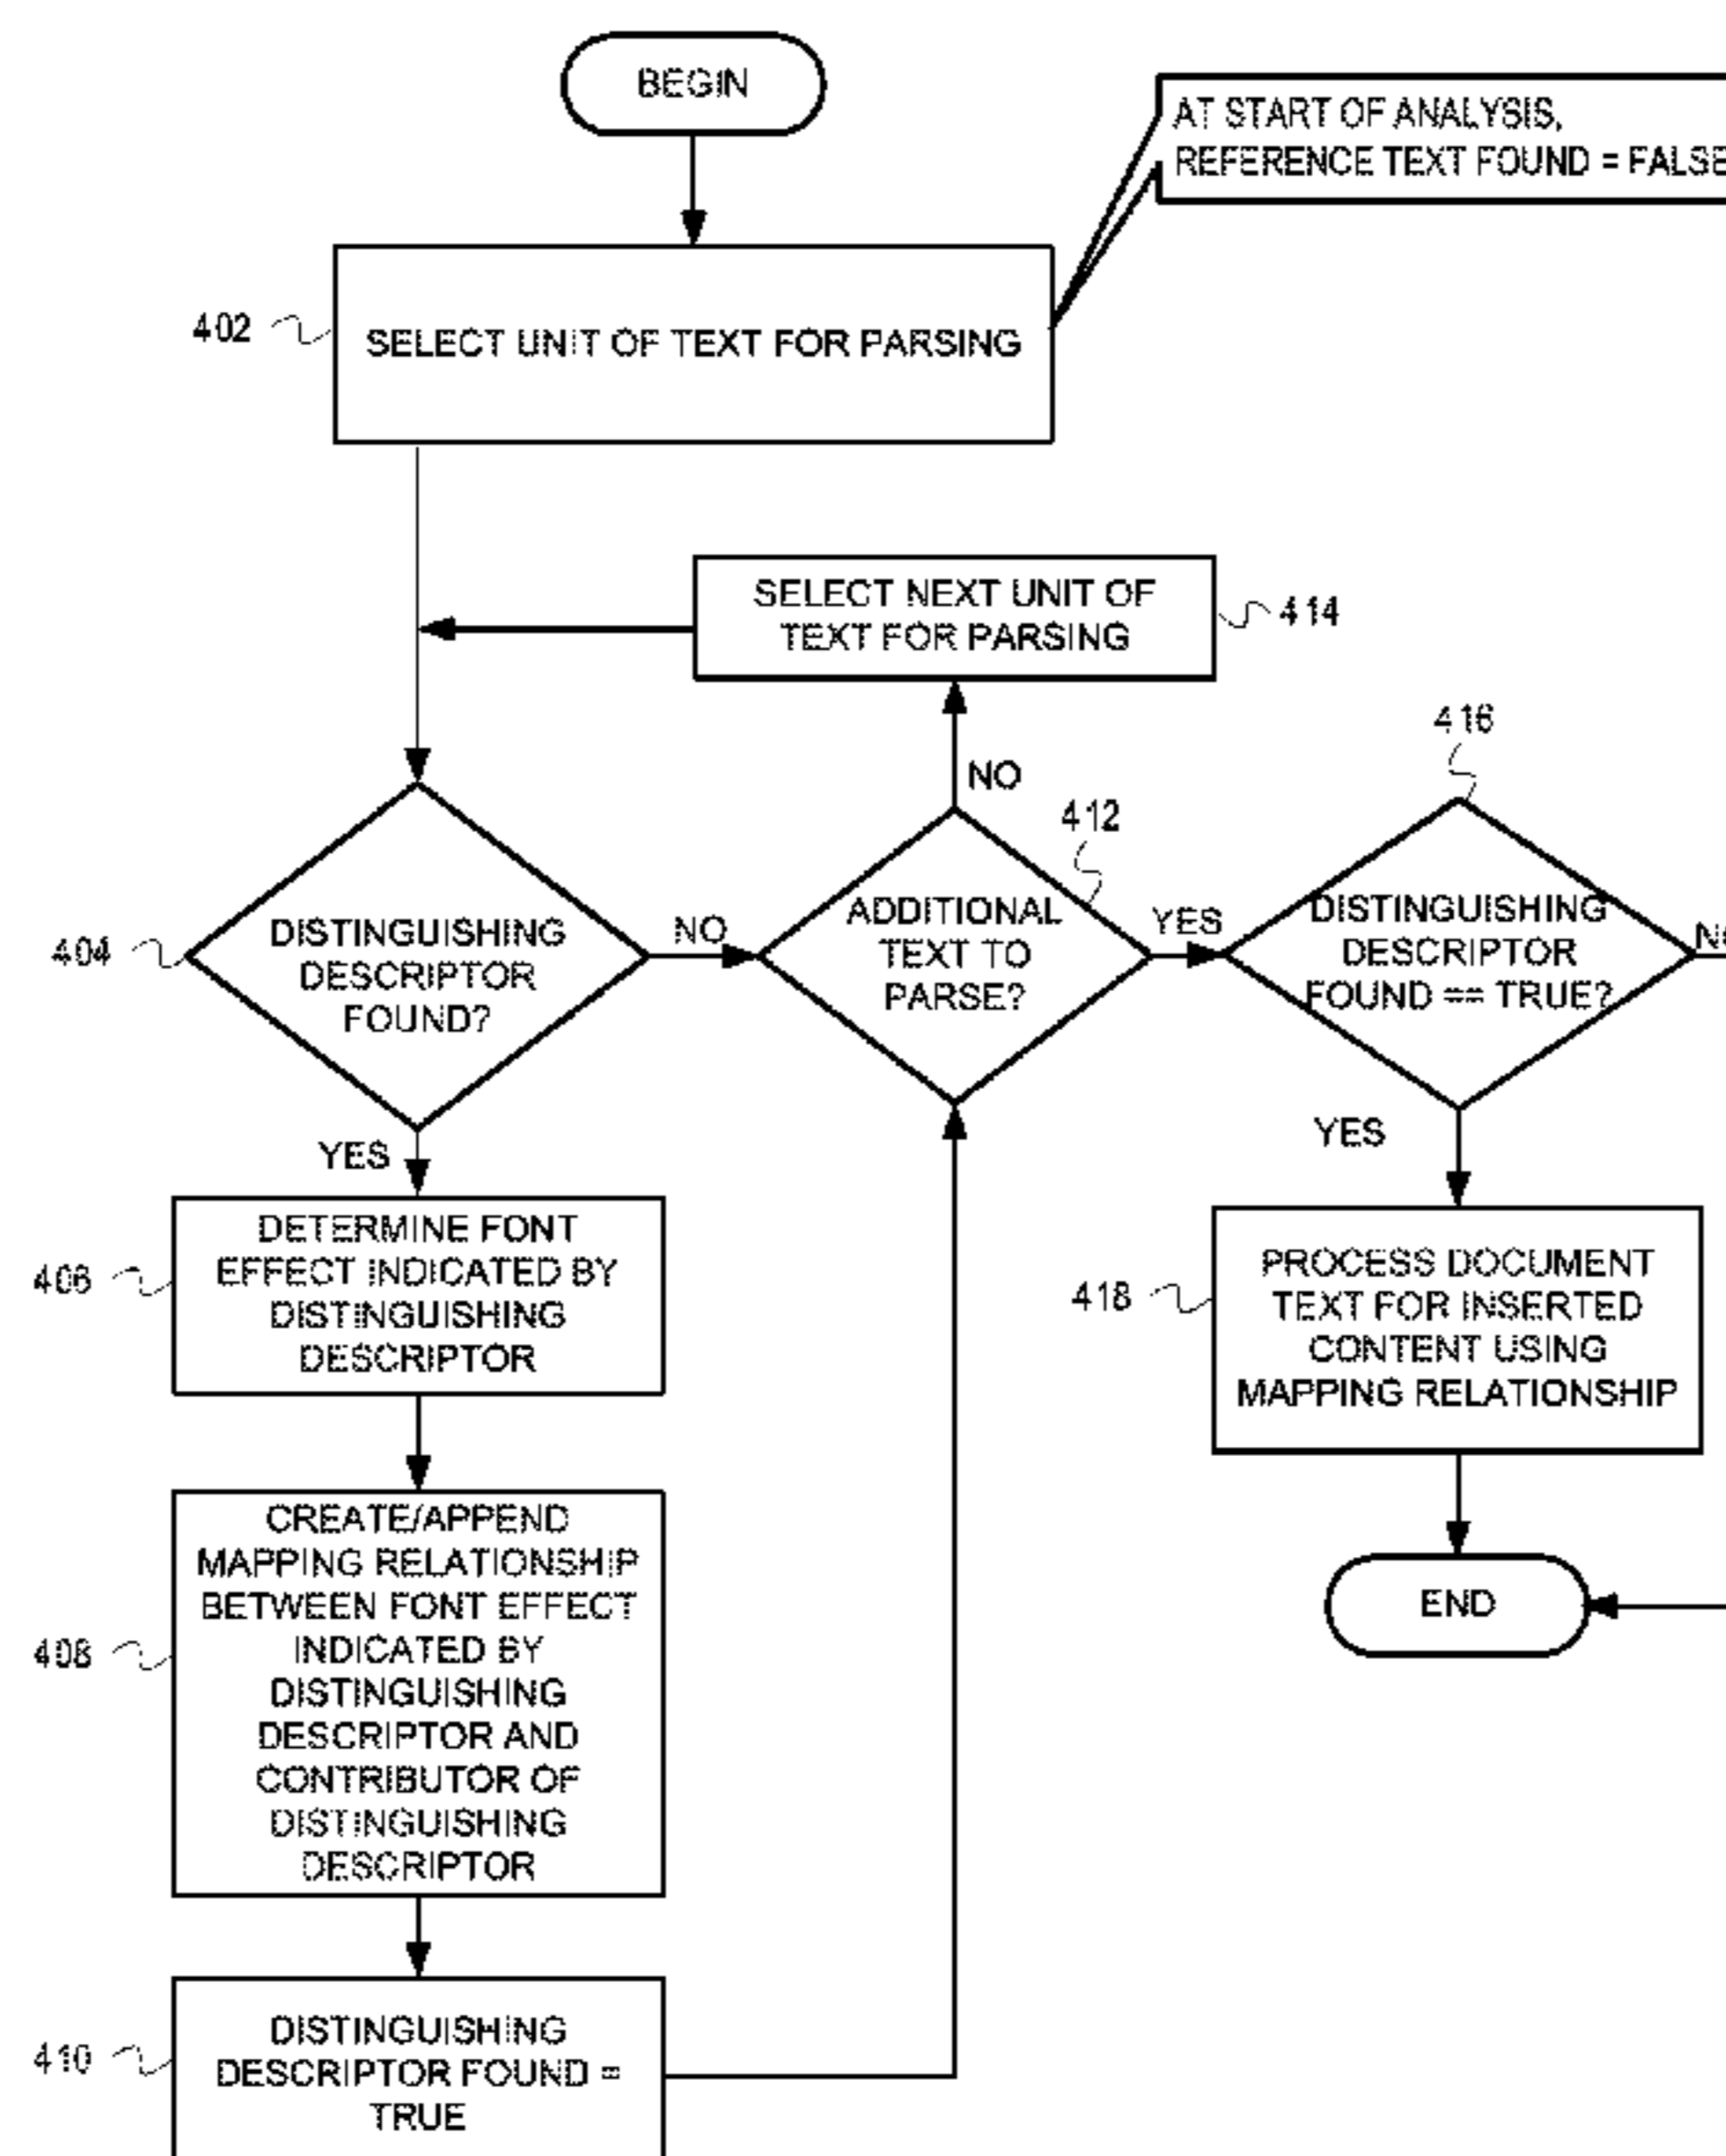 BEGIN
AT START OF ANALYSIS,
REFERENCE TEXT FOUND = FALSE
402
SELECT UNIT OF TEXT FOR PARSING
SELECT NEXT UNIT OF
TEXT FOR PARSING
414
NO
416
412
404
DISTINGUISHING
DESCRIPTOR
FOUND?
NO
ADDITIONAL
TEXT TO
PARSE?
YES
DISTINGUISHING
DESCRIPTOR
FOUND == TRUE?
NO
YES
YES
406
DETERMINE FONT
EFFECT INDICATED BY
DISTINGUISHING
DESCRIPTOR
418
PROCESS DOCUMENT
TEXT FOR INSERTED
CONTENT USING
MAPPING RELATIONSHIP
408
CREATE/APPEND
MAPPING RELATIONSHIP
BETWEEN FONT EFFECT
INDICATED BY
DISTINGUISHING
DESCRIPTOR AND
CONTRIBUTOR OF
DISTINGUISHING
DESCRIPTOR
END
410
DISTINGUISHING
DESCRIPTOR FOUND =
TRUE